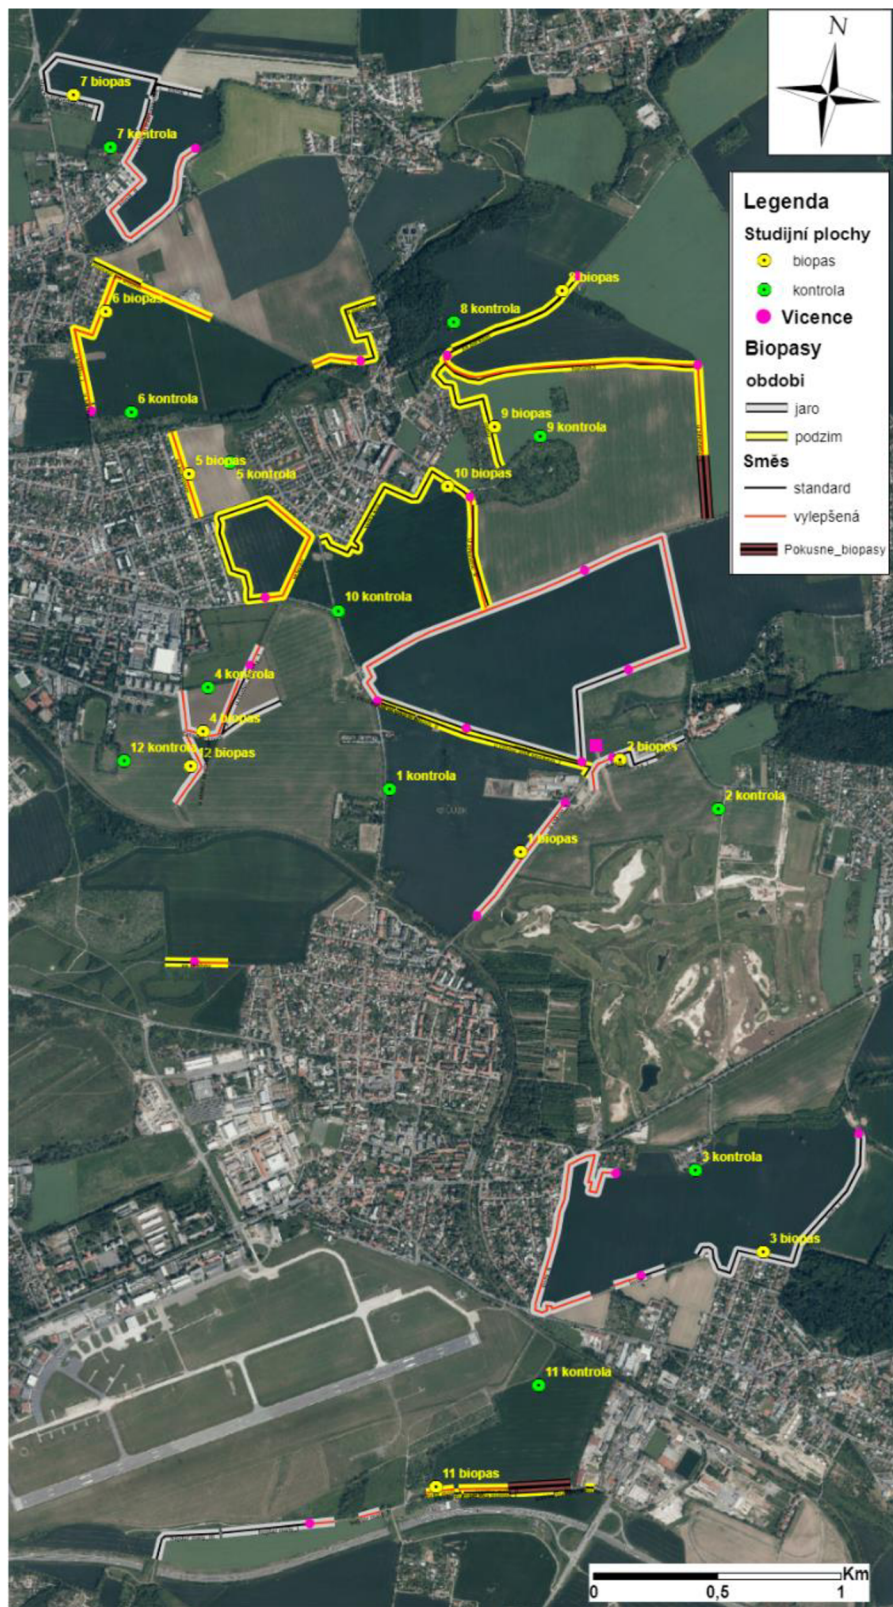 N
Legenda
Studijní plochy
biopas
kontrola
Vicence
Biopasy
obdobi
jaro
podzim
Směs
standard
vylepšená
Pokusne_biopasy
7 biopas
7 kontrola
8 biopas
6 biopas
8 kontrola
6 kontrola
9 biopas
9 kontrola
5 biopas
5 kontrola
10 biopas
10 kontrola
4 kontrola
4 biopas
12 kontrola
12 biopas
2 biopas
1 kontrola
2 kontrola
1 biopas
3 kontrola
3 biopas
11 kontrola
11 biopas
Km
0
0,5
1